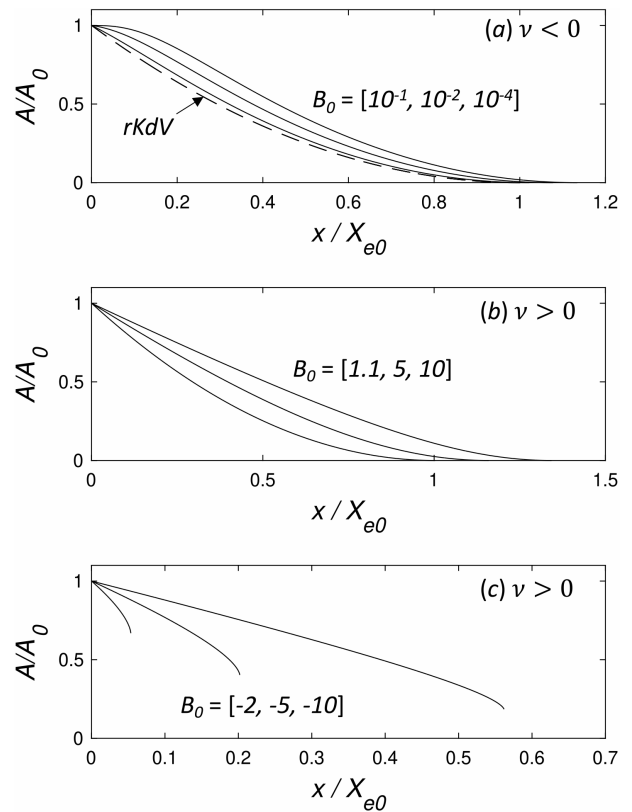 (a) ν < 0
1
A/A₀
B₀ = [10⁻¹, 10⁻², 10⁻⁴]
0.5
rKdV
0
0 0.2 0.4 0.6 0.8 1 1.2
x / Xₑ₀
(b) ν > 0
1
A/A₀
B₀ = [1.1, 5, 10]
0.5
0
0 0.5 1 1.5
x / Xₑ₀
(c) ν > 0
1
A/A₀
0.5
B₀ = [-2, -5, -10]
0
0 0.1 0.2 0.3 0.4 0.5 0.6 0.7
x / Xₑ₀